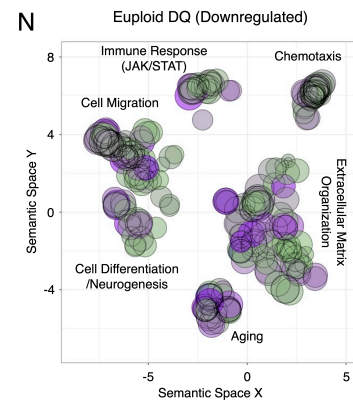 N
Euploid DQ (Downregulated)
Immune Response
(JAK/STAT)
Chemotaxis
Cell Migration
Extracellular Matrix
Organization
Cell Differentiation
/Neurogenesis
Aging
Semantic Space Y
8
4
0
-4
-5
0
5
Semantic Space X